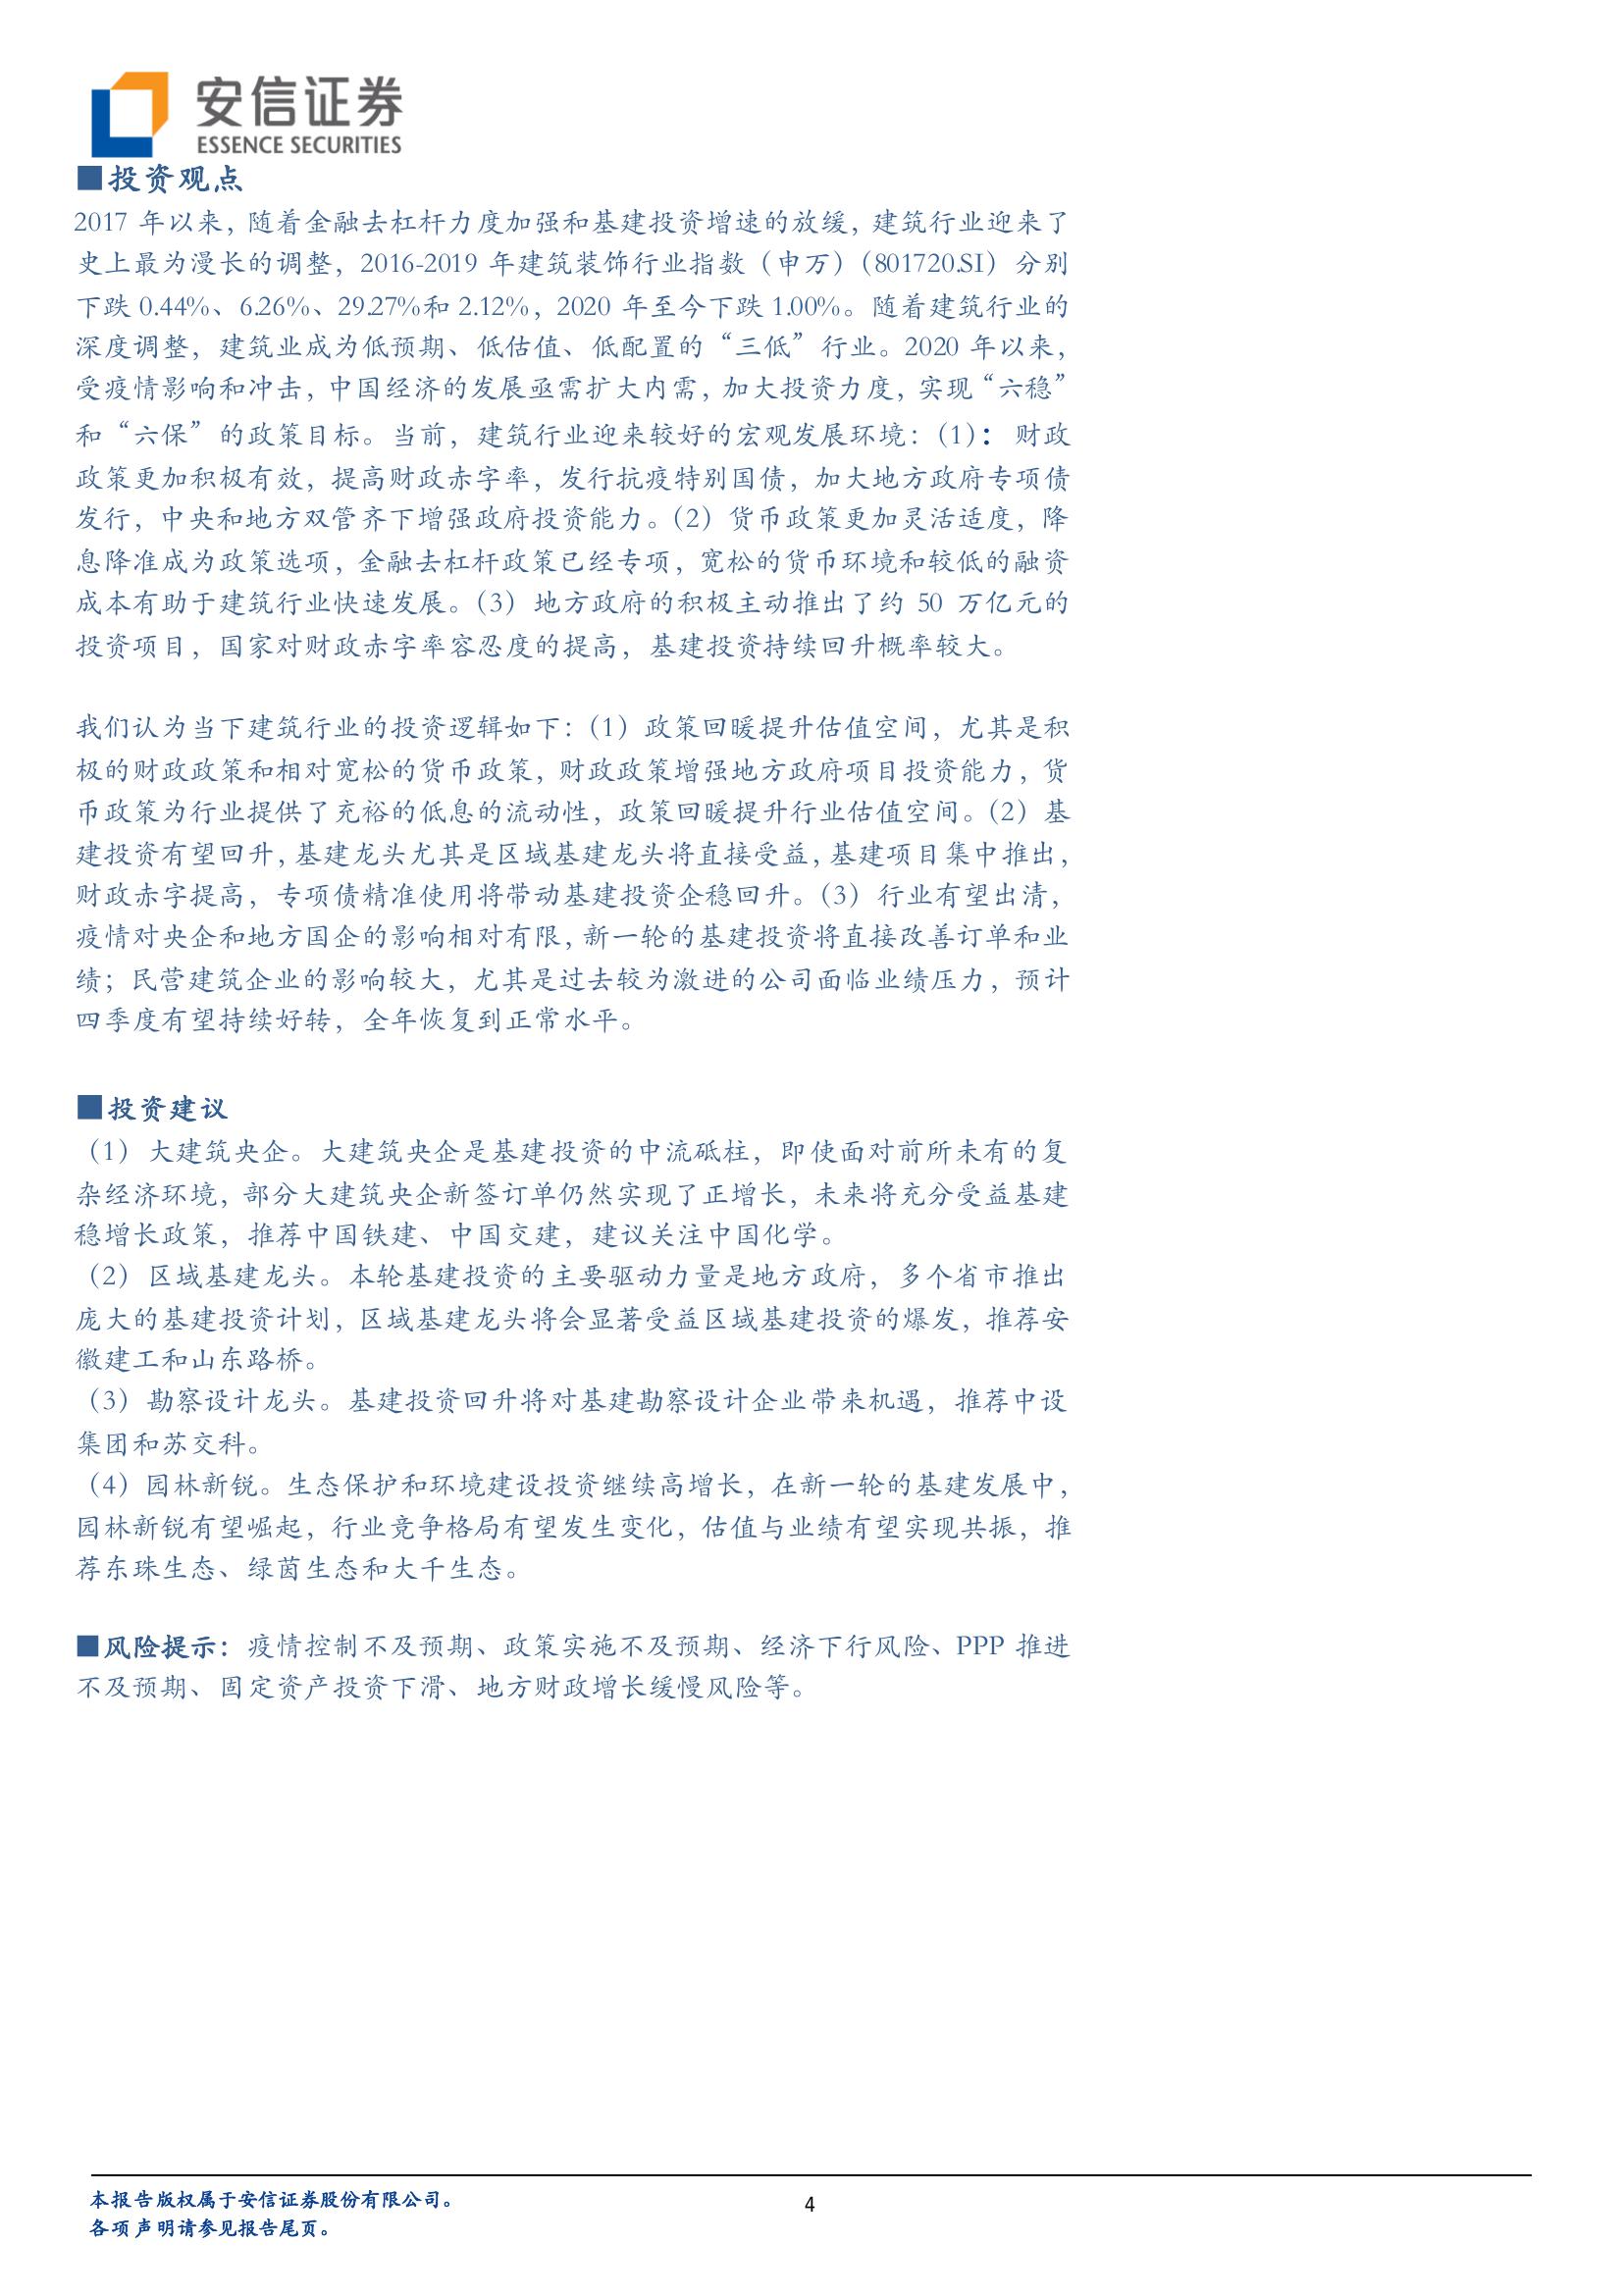 安信证券
ESSENCE SECURITIES
■投资观点
2017 年以来，随着金融去杠杆力度加强和基建投资增速的放缓，建筑行业迎来了
史上最为漫长的调整，2016-2019 年建筑装饰行业指数（申万）（801720.SI）分别
下跌 0.44%、6.26%、29.27%和 2.12%，2020 年至今下跌 1.00%。随着建筑行业的
深度调整，建筑业成为低预期、低估值、低配置的“三低”行业。2020 年以来，
受疫情影响和冲击，中国经济的发展亟需扩大内需，加大投资力度，实现“六稳”
和“六保”的政策目标。当前，建筑行业迎来较好的宏观发展环境：（1）：财政
政策更加积极有效，提高财政赤字率，发行抗疫特别国债，加大地方政府专项债
发行，中央和地方双管齐下增强政府投资能力。（2）货币政策更加灵活适度，降
息降准成为政策选项，金融去杠杆政策已经专项，宽松的货币环境和较低的融资
成本有助于建筑行业快速发展。（3）地方政府的积极主动推出了约 50 万亿元的
投资项目，国家对财政赤字率容忍度的提高，基建投资持续回升概率较大。
我们认为当下建筑行业的投资逻辑如下：（1）政策回暖提升估值空间，尤其是积
极的财政政策和相对宽松的货币政策，财政政策增强地方政府项目投资能力，货
币政策为行业提供了充裕的低息的流动性，政策回暖提升行业估值空间。（2）基
建投资有望回升，基建龙头尤其是区域基建龙头将直接受益，基建项目集中推出，
财政赤字提高，专项债精准使用将带动基建投资企稳回升。（3）行业有望出清，
疫情对央企和地方国企的影响相对有限，新一轮的基建投资将直接改善订单和业
绩；民营建筑企业的影响较大，尤其是过去较为激进的公司面临业绩压力，预计
四季度有望持续好转，全年恢复到正常水平。
■投资建议
（1）大建筑央企。大建筑央企是基建投资的中流砥柱，即使面对前所未有的复
杂经济环境，部分大建筑央企新签订单仍然实现了正增长，未来将充分受益基建
稳增长政策，推荐中国铁建、中国交建，建议关注中国化学。
（2）区域基建龙头。本轮基建投资的主要驱动力量是地方政府，多个省市推出
庞大的基建投资计划，区域基建龙头将会显著受益区域基建投资的爆发，推荐安
徽建工和山东路桥。
（3）勘察设计龙头。基建投资回升将对基建勘察设计企业带来机遇，推荐中设
集团和苏交科。
（4）园林新锐。生态保护和环境建设投资继续高增长，在新一轮的基建发展中，
园林新锐有望崛起，行业竞争格局有望发生变化，估值与业绩有望实现共振，推
荐东珠生态、绿茵生态和大千生态。
■风险提示：疫情控制不及预期、政策实施不及预期、经济下行风险、PPP 推进
不及预期、固定资产投资下滑、地方财政增长缓慢风险等。
本报告版权属于安信证券股份有限公司。
4
各项声明请参见报告尾页。